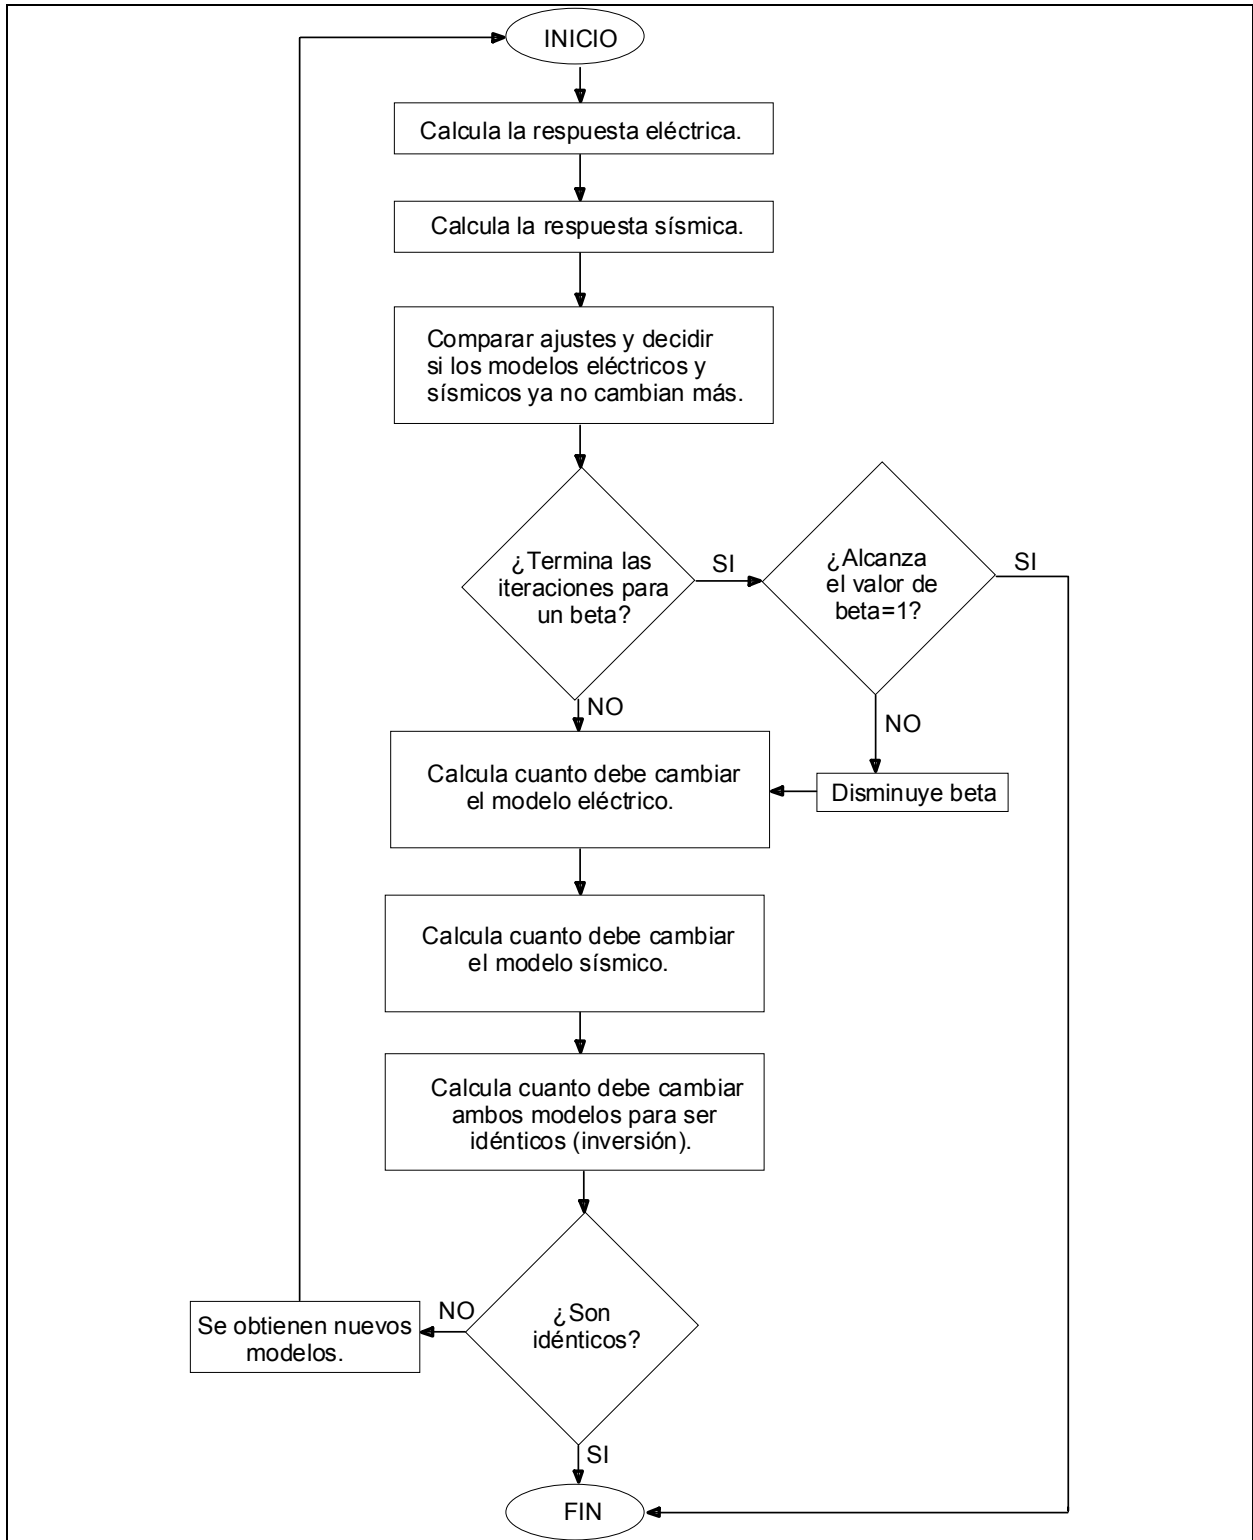 INICIO
Calcula la respuesta eléctrica.
Calcula la respuesta sísmica.
Comparar ajustes y decidir
si los modelos eléctricos y
sísmicos ya no cambian más.
¿Termina las
iteraciones para
un beta?
SI
¿Alcanza
el valor de
beta=1?
SI
NO
NO
Calcula cuanto debe cambiar
el modelo eléctrico.
Disminuye beta
Calcula cuanto debe cambiar
el modelo sísmico.
Calcula cuanto debe cambiar
ambos modelos para ser
idénticos (inversión).
¿Son
idénticos?
NO
Se obtienen nuevos
modelos.
SI
FIN